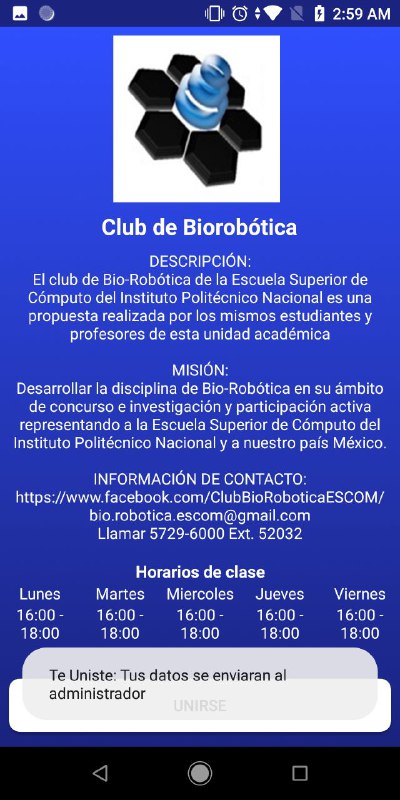 2:59 AM
Club de Biorobótica
DESCRIPCIÓN:
El club de Bio-Robótica de la Escuela Superior de
Cómputo del Instituto Politécnico Nacional es una
propuesta realizada por los mismos estudiantes y
profesores de esta unidad académica
MISIÓN:
Desarrollar la disciplina de Bio-Robótica en su ámbito
de concurso e investigación y participación activa
representando a la Escuela Superior de Cómputo del
Instituto Politécnico Nacional y a nuestro país México.
INFORMACIÓN DE CONTACTO:
https://www.facebook.com/ClubBioRoboticaESCOM/
bio.robotica.escom@gmail.com
Llamar 5729-6000 Ext. 52032
Horarios de clase
Lunes Martes Miercoles Jueves Viernes
16:00 - 16:00 - 16:00 - 16:00 - 16:00 -
18:00 18:00 18:00 18:00 18:00
Te Uniste: Tus datos se enviaran al
administrador
UNIRSE